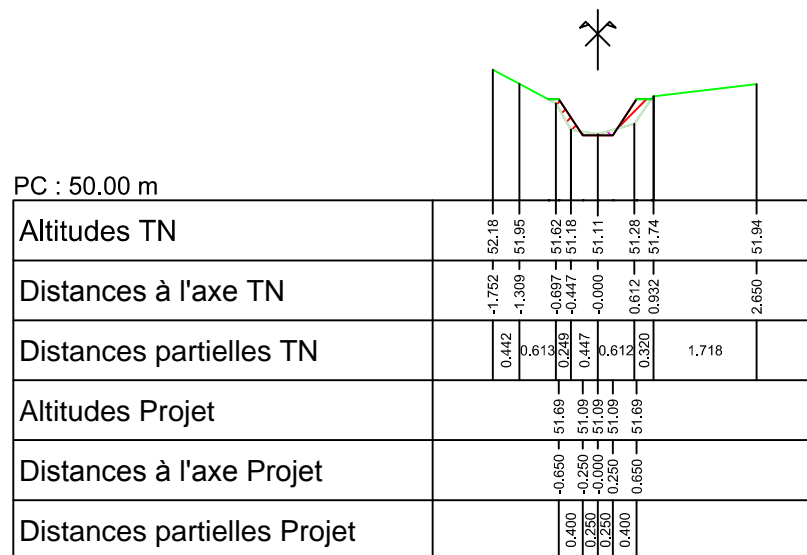 PC : 50.00 m
Altitudes TN
52.18 51.95 51.62 51.18 51.11 51.28 51.74 51.94
Distances à l'axe TN
-1.752 -1.309 -0.697 -0.447 -0.000 0.612 0.932 2.650
Distances partielles TN
0.442 0.613 0.249 0.447 0.612 0.320 1.718
Altitudes Projet
51.69 51.09 51.09 51.09 51.69
Distances à l'axe Projet
-0.650 -0.250 -0.000 0.250 0.650
Distances partielles Projet
0.400 0.250 0.250 0.400